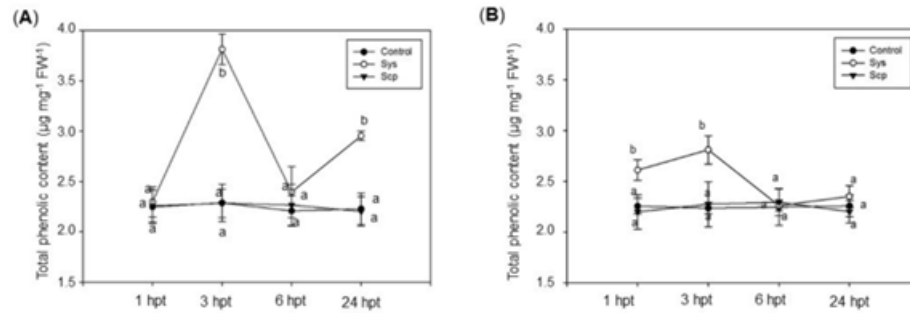 (A)
4.0
3.5
3.0
2.5
2.0
1.5
Total phenolic content (µg mg⁻¹ FW⁻¹)
Control
Sys
Scp
b
b
a
a
a
a
a
a
a
a
a
a
a
a
1 hpt
3 hpt
6 hpt
24 hpt
(B)
4.0
3.5
3.0
2.5
2.0
1.5
Total phenolic content (µg mg⁻¹ FW⁻¹)
Control
Sys
Scp
b
b
a
a
a
a
a
a
a
a
a
a
1 hpt
3 hpt
6 hpt
24 hpt